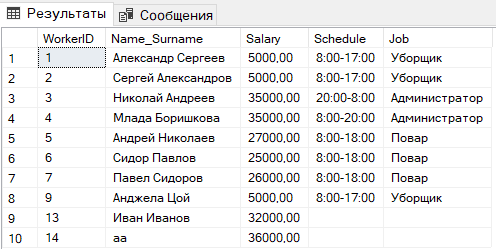 Результаты Сообщения
WorkerID Name_Surname Salary Schedule Job
1 1 Александр Сергеев 5000,00 8:00-17:00 Уборщик
2 2 Сергей Александров 5000,00 8:00-17:00 Уборщик
3 3 Николай Андреев 35000,00 20:00-8:00 Администратор
4 4 Млада Боришкова 35000,00 8:00-20:00 Администратор
5 5 Андрей Николаев 27000,00 8:00-18:00 Повар
6 6 Сидор Павлов 25000,00 8:00-18:00 Повар
7 7 Павел Сидоров 26000,00 8:00-18:00 Повар
8 9 Анджела Цой 5000,00 8:00-17:00 Уборщик
9 13 Иван Иванов 32000,00
10 14 аа 36000,00